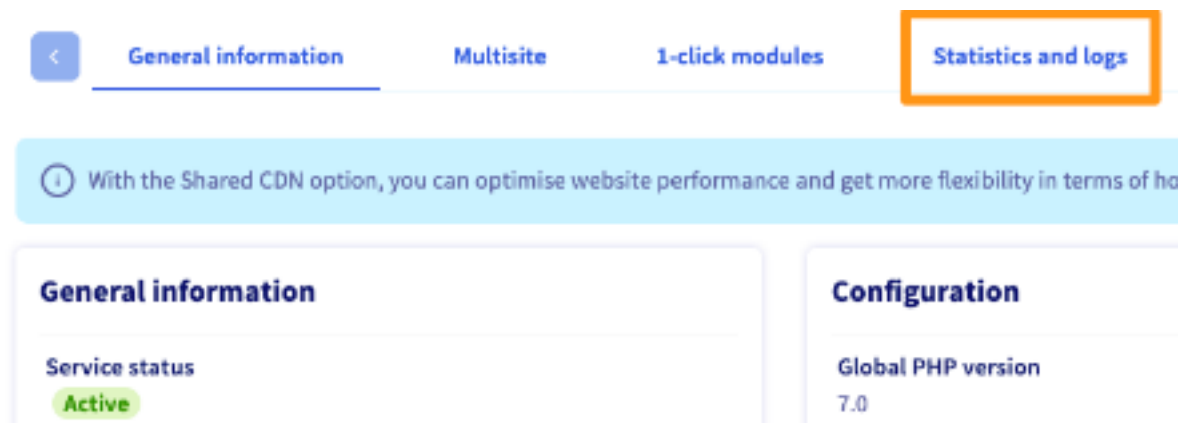 General information
Multisite
1-click modules
Statistics and logs
With the Shared CDN option, you can optimise website performance and get more flexibility in terms of
General information
Service status
Active
Configuration
Global PHP version
7.0